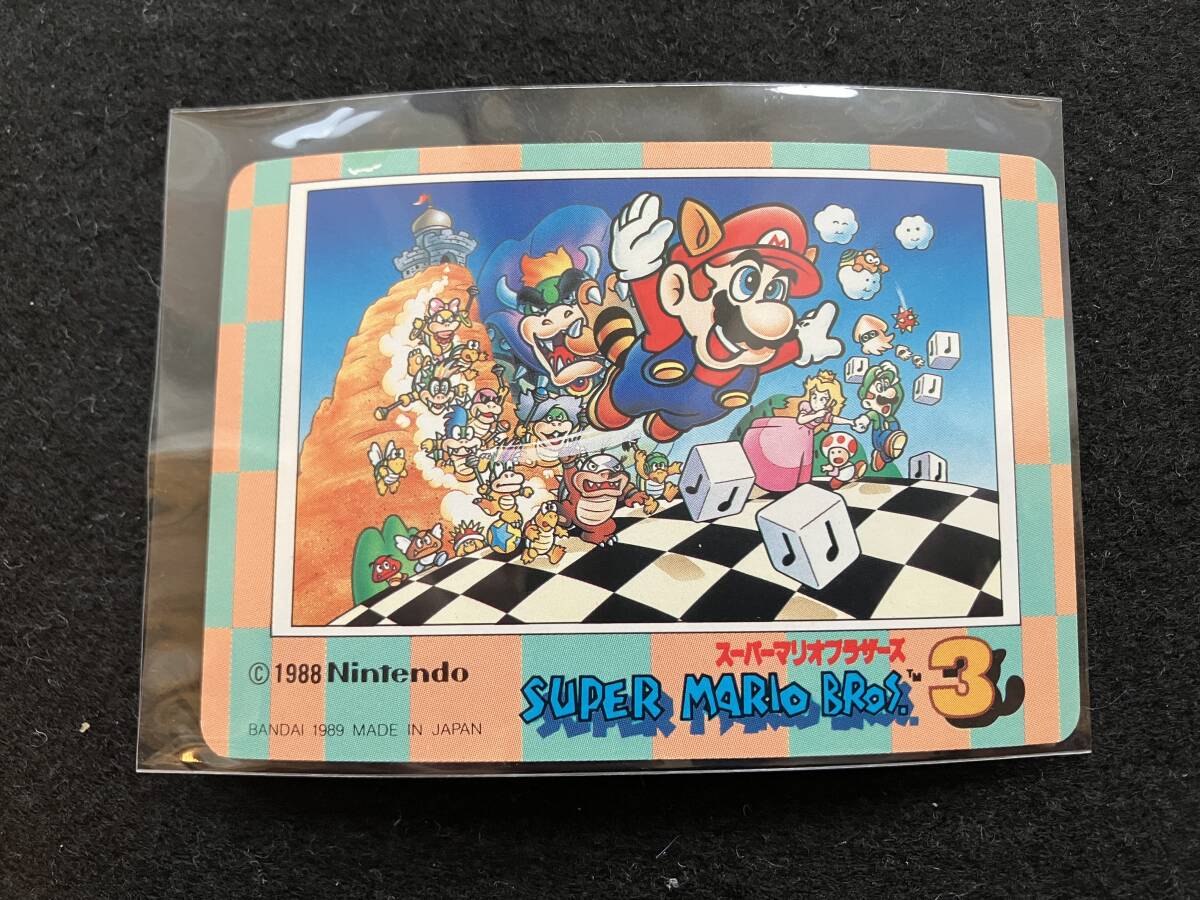 スーパーマリオブラザーズ
SUPER MARIO BROS.™ 3
© 1988 Nintendo
BANDAI 1989 MADE IN JAPAN
M